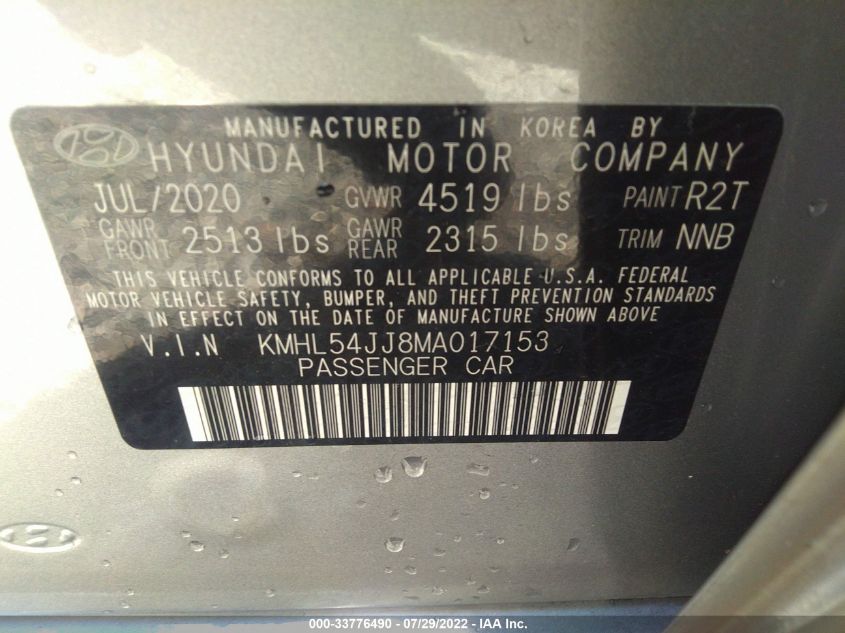 MANUFACTURED IN KOREA BY
HYUNDAI MOTOR COMPANY
JUL/2020 GVWR 4519 lbs PAINT R2T
GAWR FRONT 2513 lbs GAWR REAR 2315 lbs TRIM NNB
THIS VEHICLE CONFORMS TO ALL APPLICABLE U.S.A. FEDERAL
MOTOR VEHICLE SAFETY, BUMPER, AND THEFT PREVENTION STANDARDS
IN EFFECT ON THE DATE OF MANUFACTURE SHOWN ABOVE
V.I.N KMHL54JJ8MA017153
PASSENGER CAR
000-33776490 - 07/29/2022 - IAA Inc.